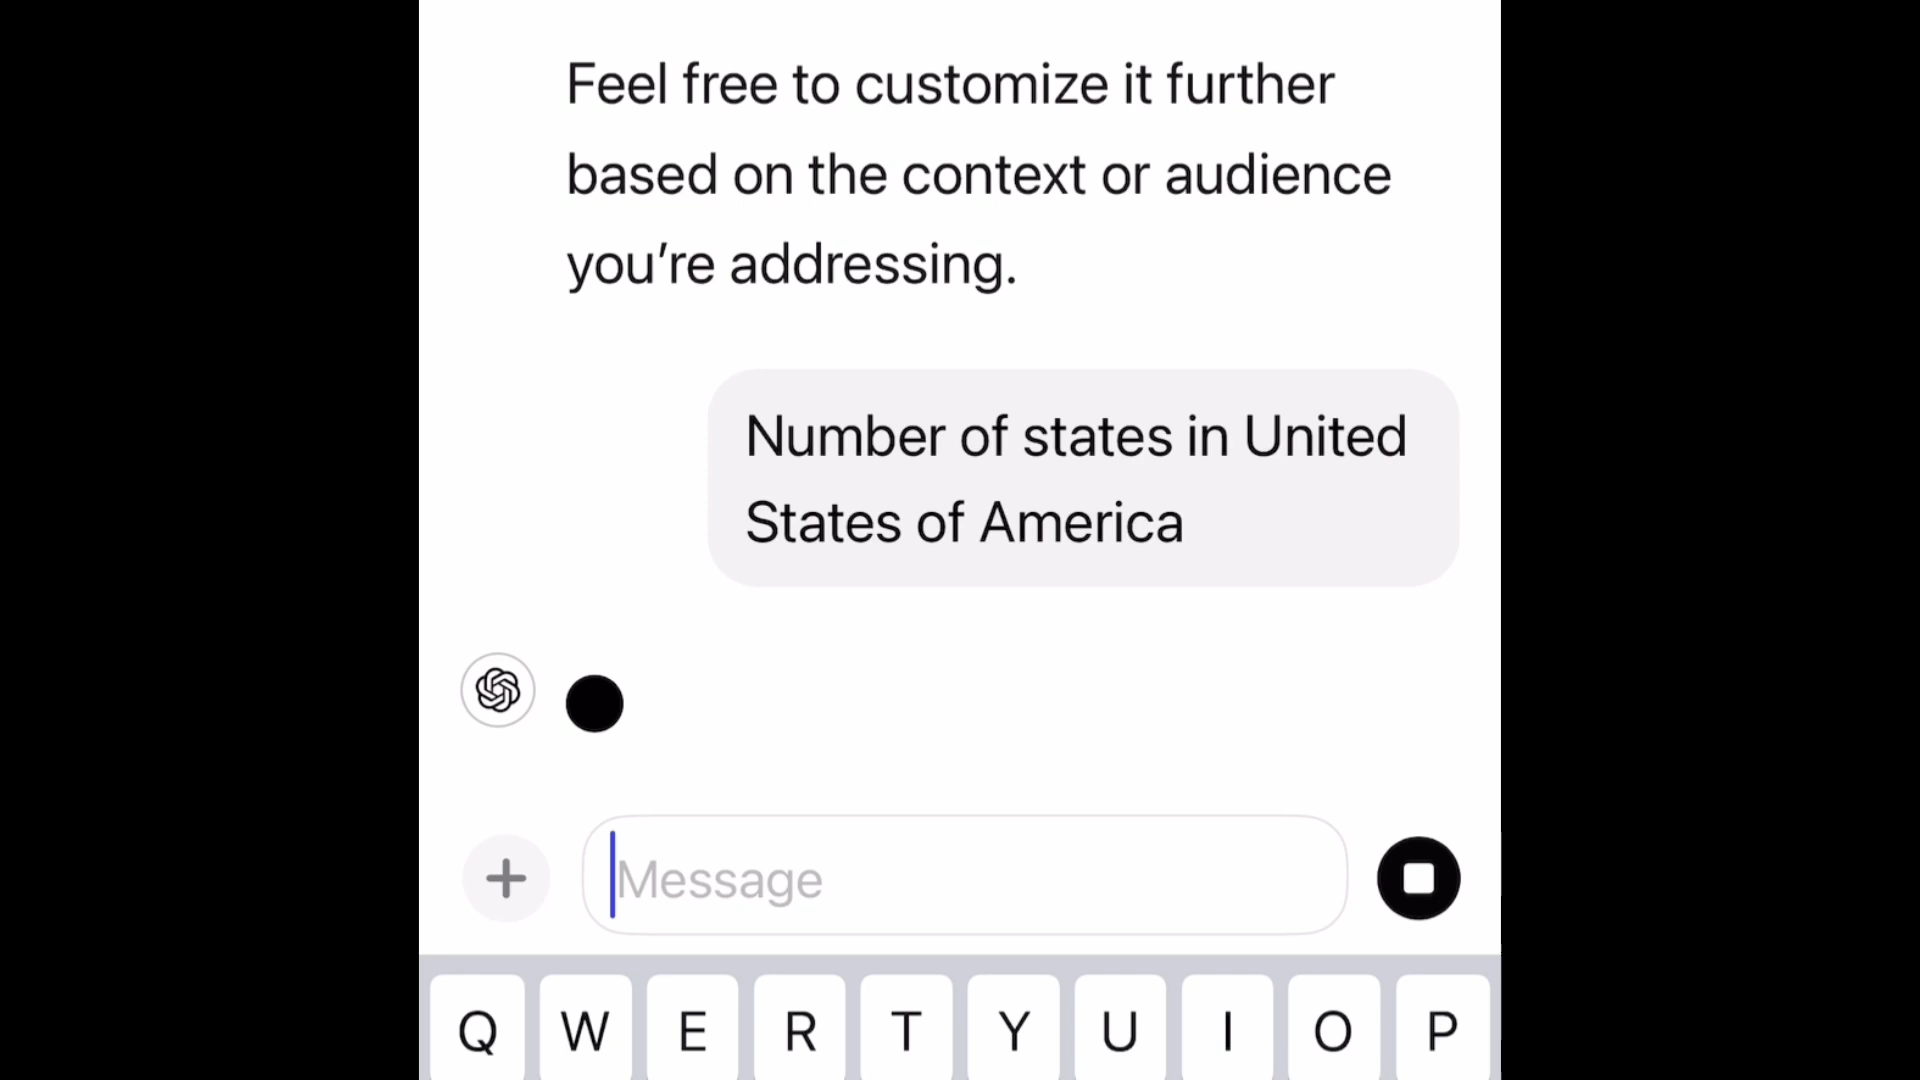 Feel free to customize it further
based on the context or audience
you’re addressing.
Number of states in United
States of America
Message
Q W E R T Y U I O P